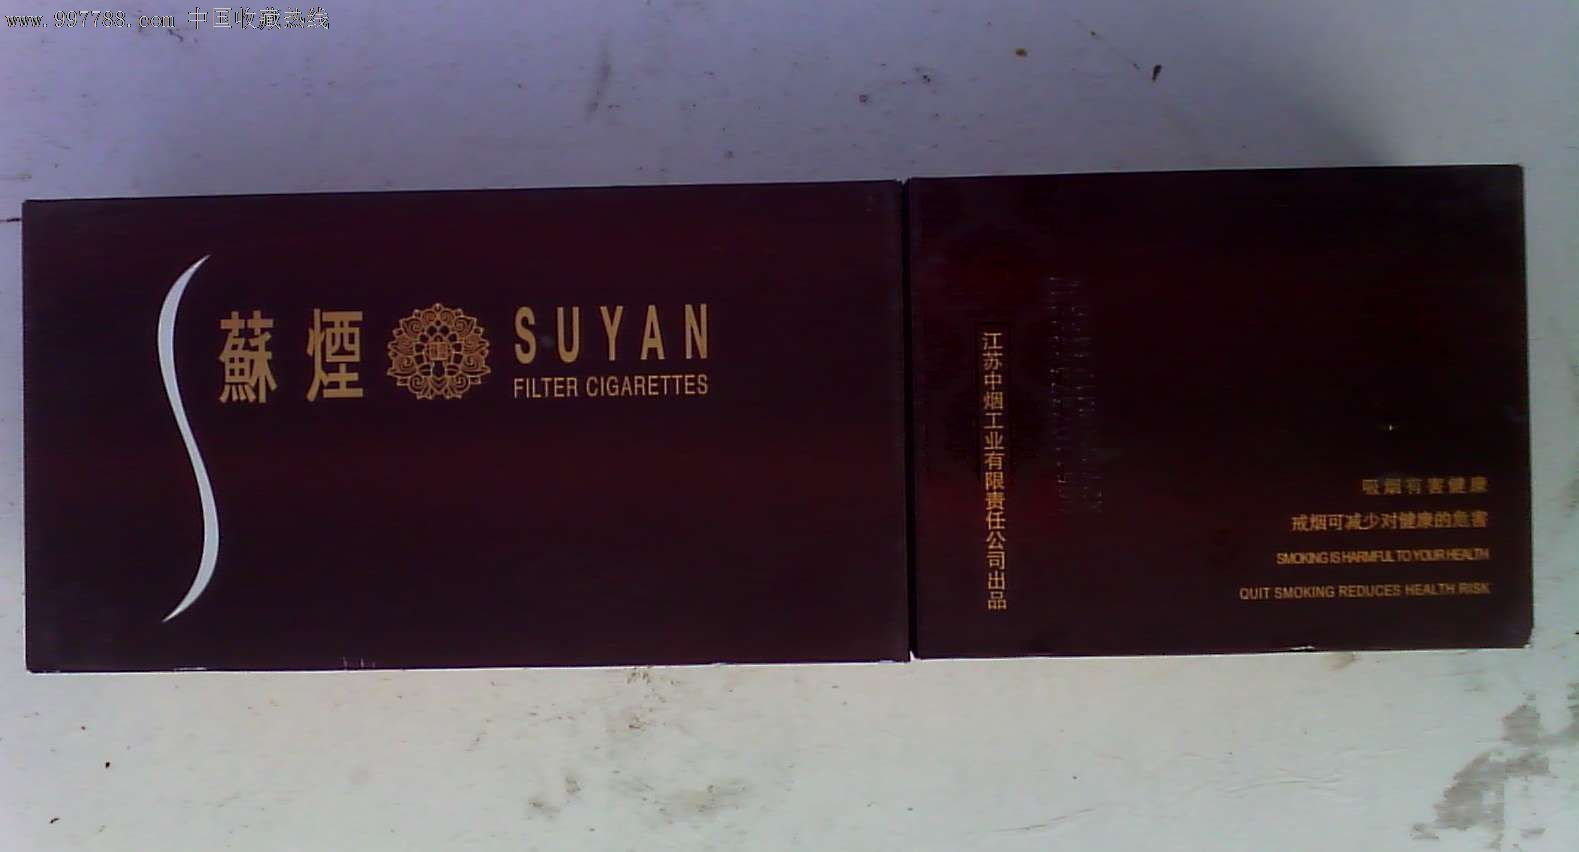 www.997788.com 中国收藏热线
蘇煙
SUYAN
FILTER CIGARETTES
江苏中烟工业有限责任公司出品
吸烟有害健康
戒烟可减少对健康的危害
SMOKING IS HARMFUL TO YOUR HEALTH
QUIT SMOKING REDUCES HEALTH RISK